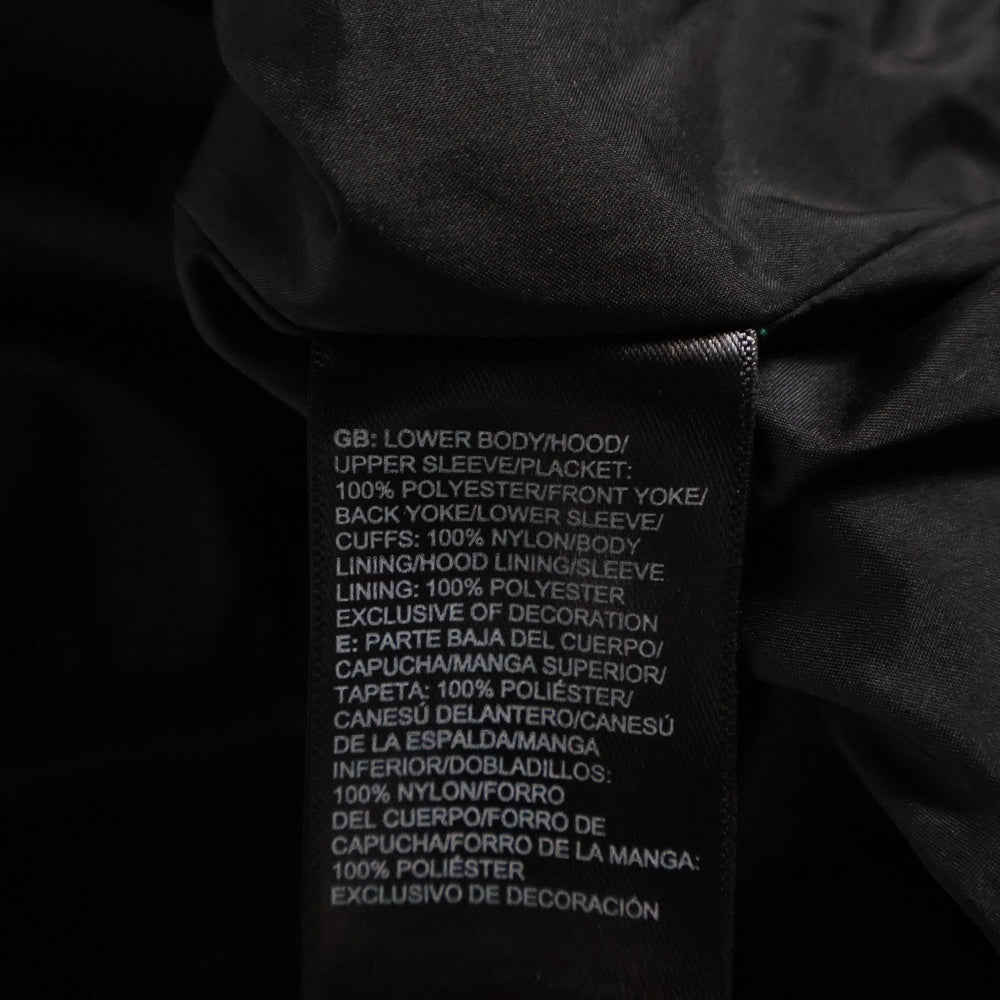 GB: LOWER BODY/HOOD/
UPPER SLEEVE/PLACKET:
100% POLYESTER/FRONT YOKE/
BACK YOKE/LOWER SLEEVE/
CUFFS: 100% NYLON/BODY
LINING/HOOD LINING/SLEEVE
LINING: 100% POLYESTER
EXCLUSIVE OF DECORATION
E: PARTE BAJA DEL CUERPO/
CAPUCHA/MANGA SUPERIOR/
TAPETA: 100% POLIÉSTER/
CANESÚ DELANTERO/CANESÚ
DE LA ESPALDA/MANGA
INFERIOR/DOBLADILLOS:
100% NYLON/FORRO
DEL CUERPO/FORRO DE
CAPUCHA/FORRO DE LA MANGA:
100% POLIÉSTER
EXCLUSIVO DE DECORACIÓN